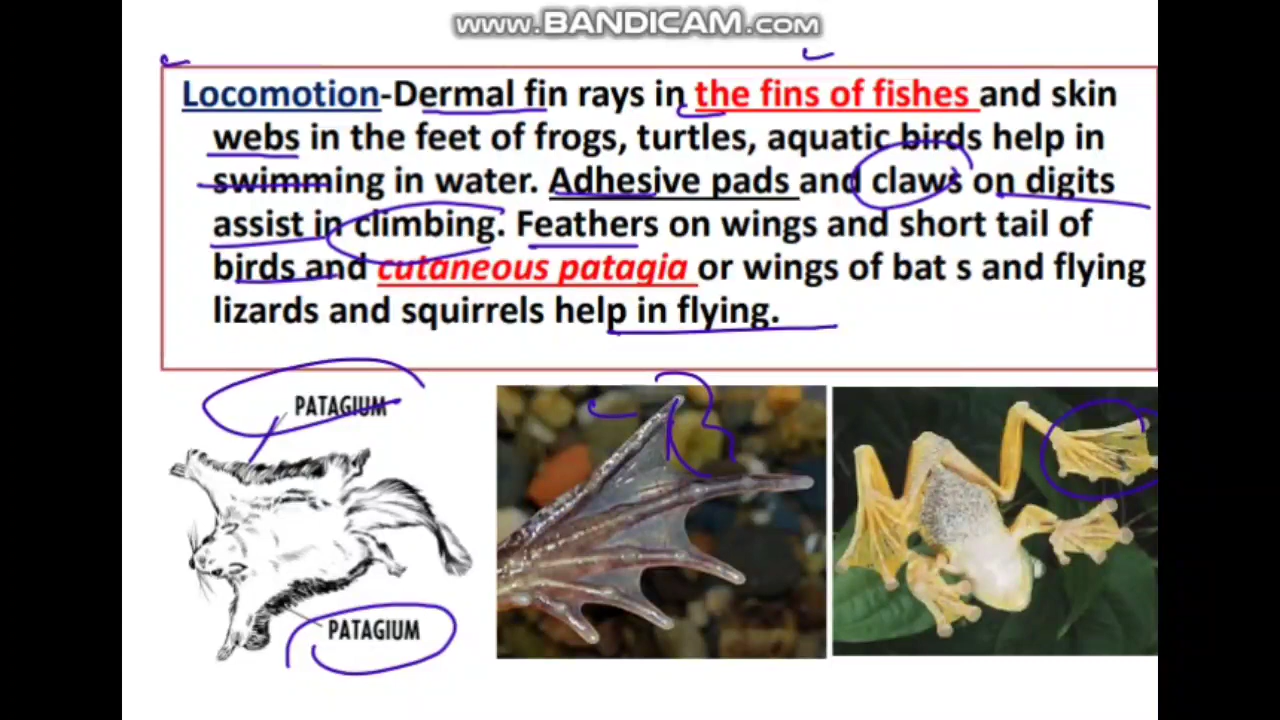 www.BANDICAM.com
Locomotion-Dermal fin rays in the fins of fishes and skin
webs in the feet of frogs, turtles, aquatic birds help in
swimming in water. Adhesive pads and claws on digits
assist in climbing. Feathers on wings and short tail of
birds and cutaneous patagia or wings of bat s and flying
lizards and squirrels help in flying.
PATAGIUM
PATAGIUM